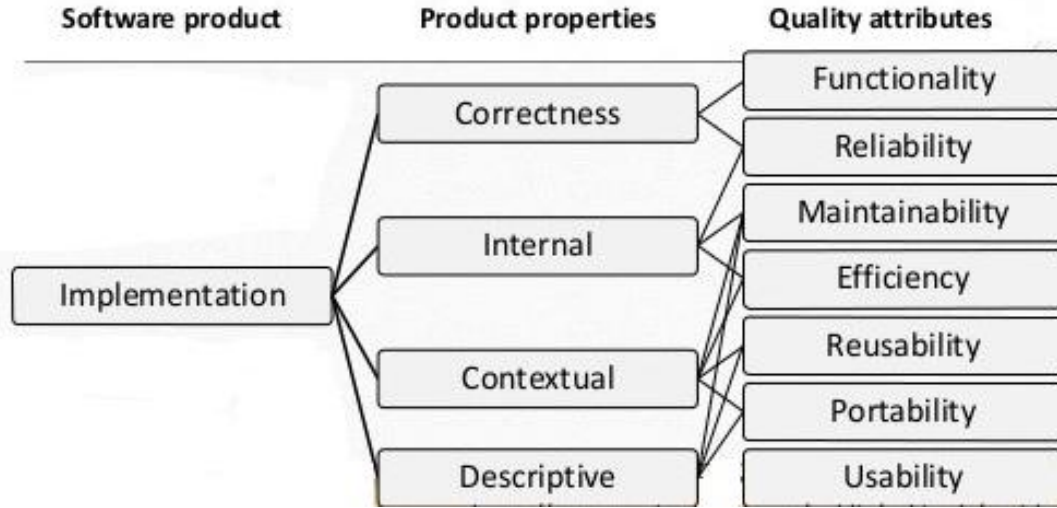 Software product
Product properties
Quality attributes
Functionality
Correctness
Reliability
Maintainability
Internal
Efficiency
Implementation
Reusability
Contextual
Portability
Descriptive
Usability